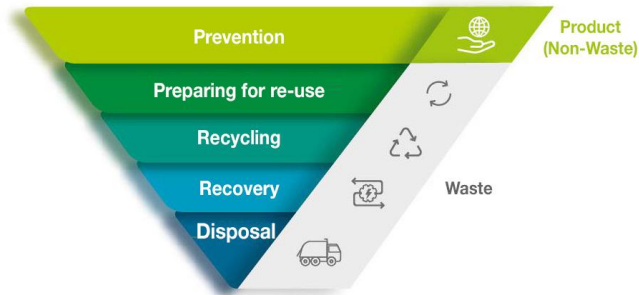 Prevention
Product
(Non-Waste)
Preparing for re-use
Recycling
Recovery
Waste
Disposal